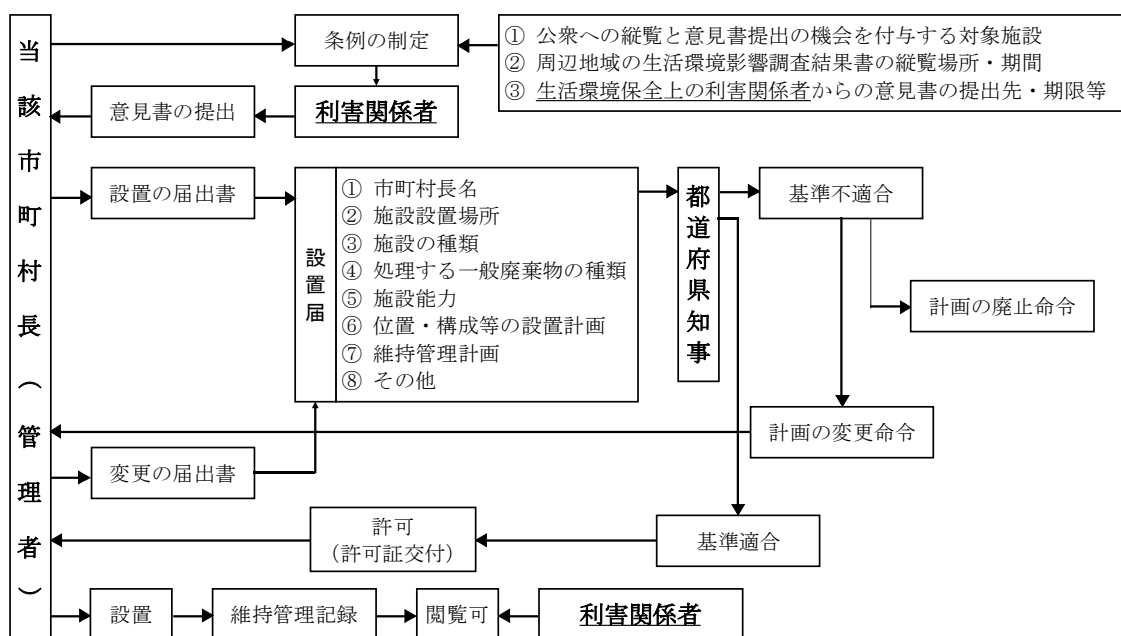 当該市町村長（管理者）
条例の制定
① 公衆への縦覧と意見書提出の機会を付与する対象施設
② 周辺地域の生活環境影響調査結果書の縦覧場所・期間
③ 生活環境保全上の利害関係者からの意見書の提出先・期限等
意見書の提出
利害関係者
設置の届出書
設置届
① 市町村長名
② 施設設置場所
③ 施設の種類
④ 処理する一般廃棄物の種類
⑤ 施設能力
⑥ 位置・構成等の設置計画
⑦ 維持管理計画
⑧ その他
都道府県知事
基準不適合
計画の廃止命令
計画の変更命令
変更の届出書
許可
（許可証交付）
基準適合
設置
維持管理記録
閲覧可
利害関係者